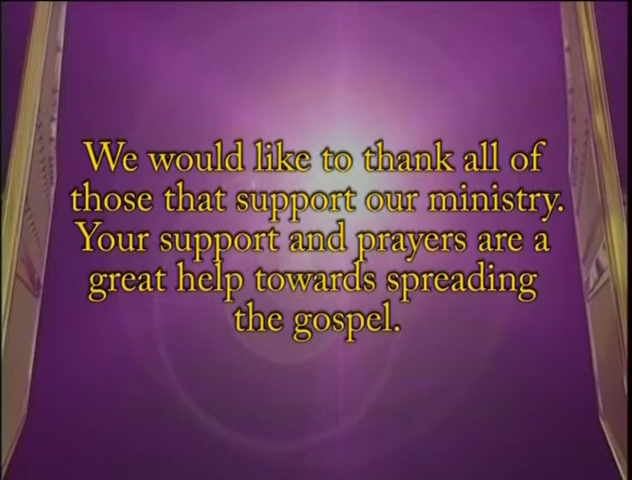 We would like to thank all of
those that support our ministry.
Your support and prayers are a
great help towards spreading
the gospel.